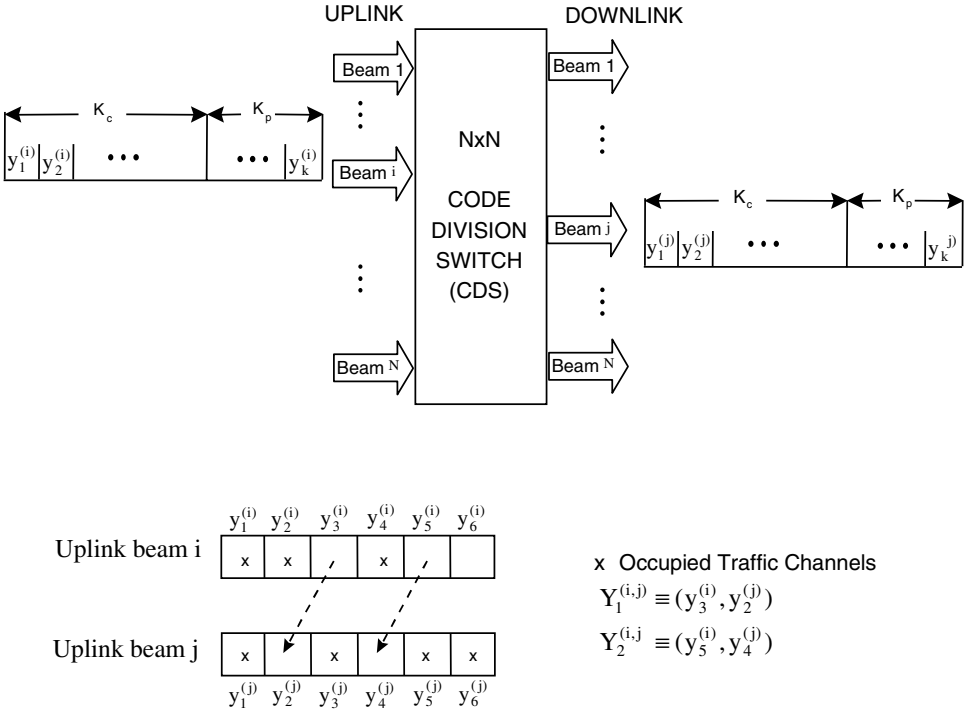 UPLINK DOWNLINK
Beam 1
Beam 1
K_c K_p
y_1^{(i)} y_2^{(i)} ••• ••• y_k^{(i)}
Beam i
NxN
CODE
DIVISION
SWITCH
(CDS)
Beam j
K_c K_p
y_1^{(j)} y_2^{(j)} ••• ••• y_k^{j)}
Beam N
Beam N
y_1^{(i)} y_2^{(i)} y_3^{(i)} y_4^{(i)} y_5^{(i)} y_6^{(i)}
Uplink beam i x x x
Uplink beam j x x x x
y_1^{(j)} y_2^{(j)} y_3^{(j)} y_4^{(j)} y_5^{(j)} y_6^{(j)}
x Occupied Traffic Channels
Y_1^{(i,j)} ≡ (y_3^{(i)}, y_2^{(j)})
Y_2^{(i,j} ≡ (y_5^{(i)}, y_4^{(j)})